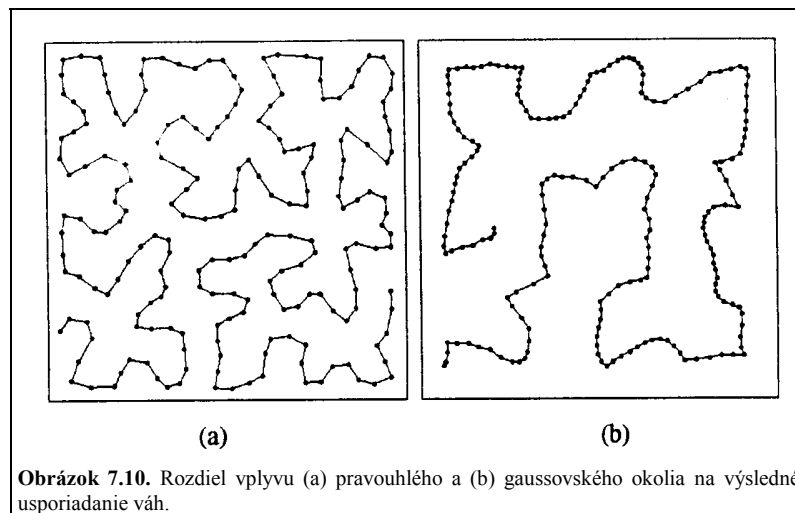 (a) (b)
Obrázok 7.10. Rozdiel vplyvu (a) pravouhlého a (b) gaussovského okolia na výsledné
usporiadanie váh.